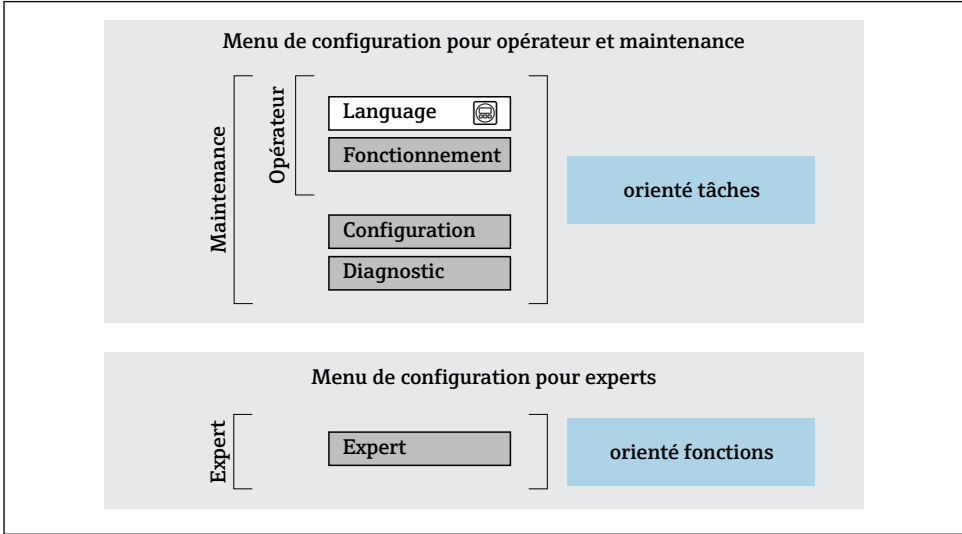 Menu de configuration pour opérateur et maintenance
Maintenance
Opérateur
Language
Fonctionnement
Configuration
Diagnostic
orienté tâches
Menu de configuration pour experts
Expert
Expert
orienté fonctions